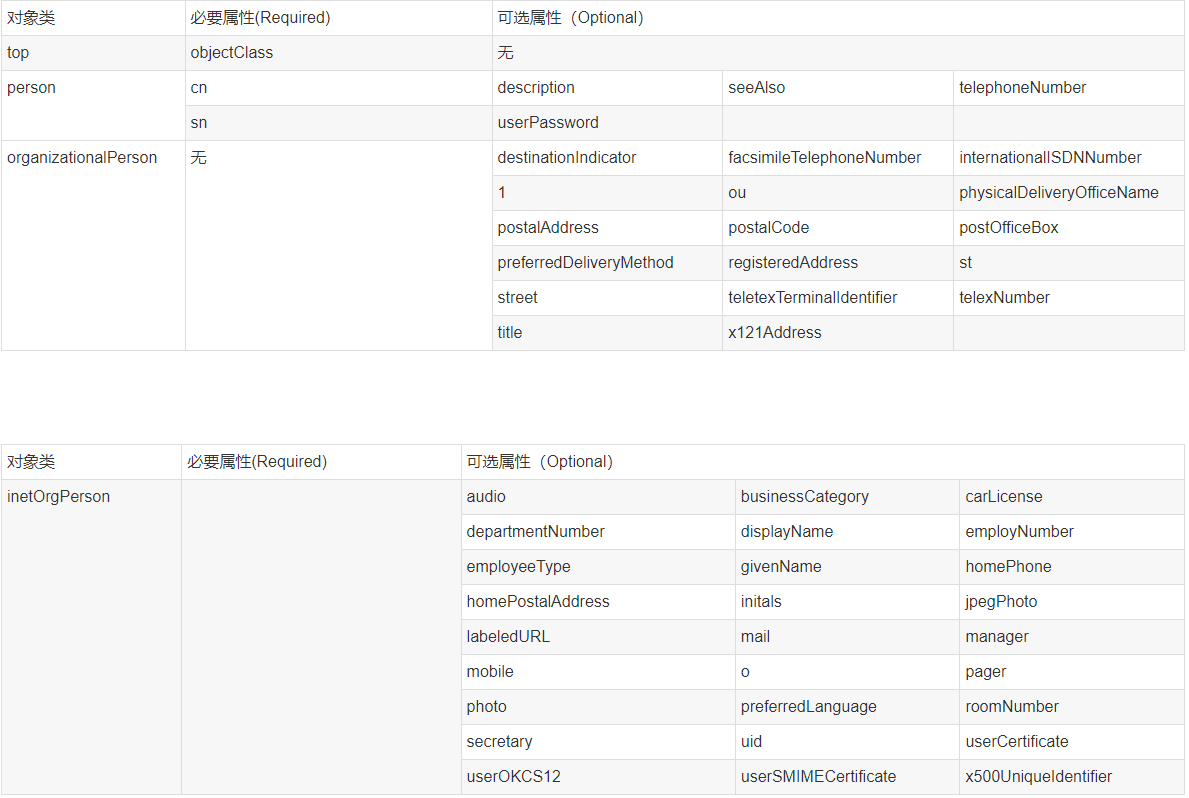 对象类 必要属性(Required) 可选属性（Optional）
top objectClass 无
person cn description seeAlso telephoneNumber
sn userPassword
organizationalPerson 无 destinationIndicator facsimileTelephoneNumber internationalISDNNumber
1 ou physicalDeliveryOfficeName
postalAddress postalCode postOfficeBox
preferredDeliveryMethod registeredAddress st
street teletexTerminalIdentifier telexNumber
title x121Address
对象类 必要属性(Required) 可选属性（Optional）
inetOrgPerson audio businessCategory carLicense
departmentNumber displayName employNumber
employeeType givenName homePhone
homePostalAddress initals jpegPhoto
labeledURL mail manager
mobile o pager
photo preferredLanguage roomNumber
secretary uid userCertificate
userOKCS12 userSMIMECertificate x500UniqueIdentifier